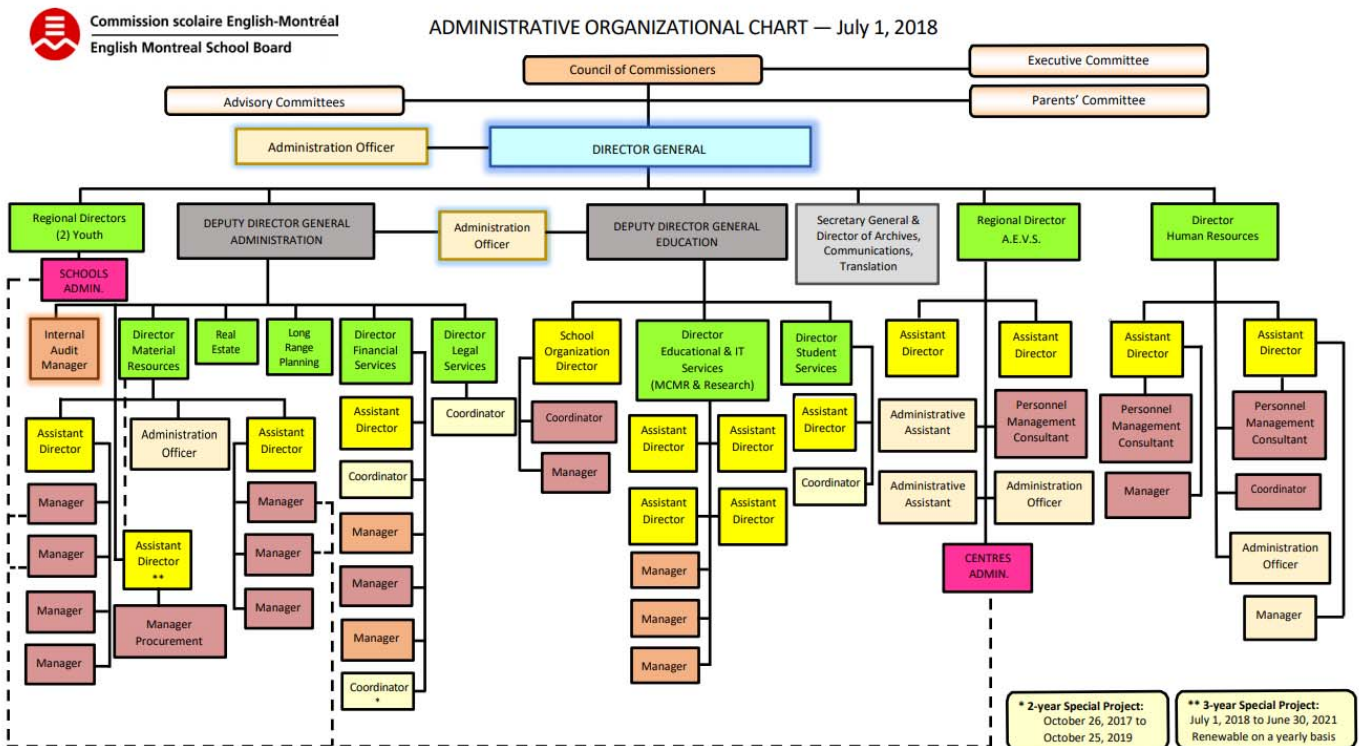 Commission scolaire English-Montréal
English Montreal School Board
ADMINISTRATIVE ORGANIZATIONAL CHART — July 1, 2018
Council of Commissioners
Executive Committee
Advisory Committees
Parents' Committee
Administration Officer
DIRECTOR GENERAL
Regional Directors
(2) Youth
DEPUTY DIRECTOR GENERAL
ADMINISTRATION
Administration
Officer
DEPUTY DIRECTOR GENERAL
EDUCATION
Secretary General &
Director of Archives,
Communications,
Translation
Regional Director
A.E.V.S.
Director
Human Resources
SCHOOLS
ADMIN.
Internal
Audit
Manager
Director
Material
Resources
Real
Estate
Long
Range
Planning
Director
Financial
Services
Director
Legal
Services
School
Organization
Director
Director
Educational & IT
Services
(MCMR & Research)
Director
Student
Services
Assistant
Director
Assistant
Director
Assistant
Director
Assistant
Director
Assistant
Director
Administration
Officer
Assistant
Director
Manager
Manager
Manager
Manager
Assistant
Director
**
Manager
Procurement
Manager
Manager
Manager
Assistant
Director
Coordinator
Manager
Manager
Manager
Coordinator
*
Coordinator
Coordinator
Manager
Assistant
Director
Assistant
Director
Assistant
Director
Assistant
Director
Manager
Manager
Manager
Assistant
Director
Coordinator
Administrative
Assistant
Personnel
Management
Consultant
Administrative
Assistant
Administration
Officer
CENTRES
ADMIN.
Personnel
Management
Consultant
Manager
Personnel
Management
Consultant
Coordinator
Administration
Officer
Manager
* 2-year Special Project:
October 26, 2017 to
October 25, 2019
** 3-year Special Project:
July 1, 2018 to June 30, 2021
Renewable on a yearly basis